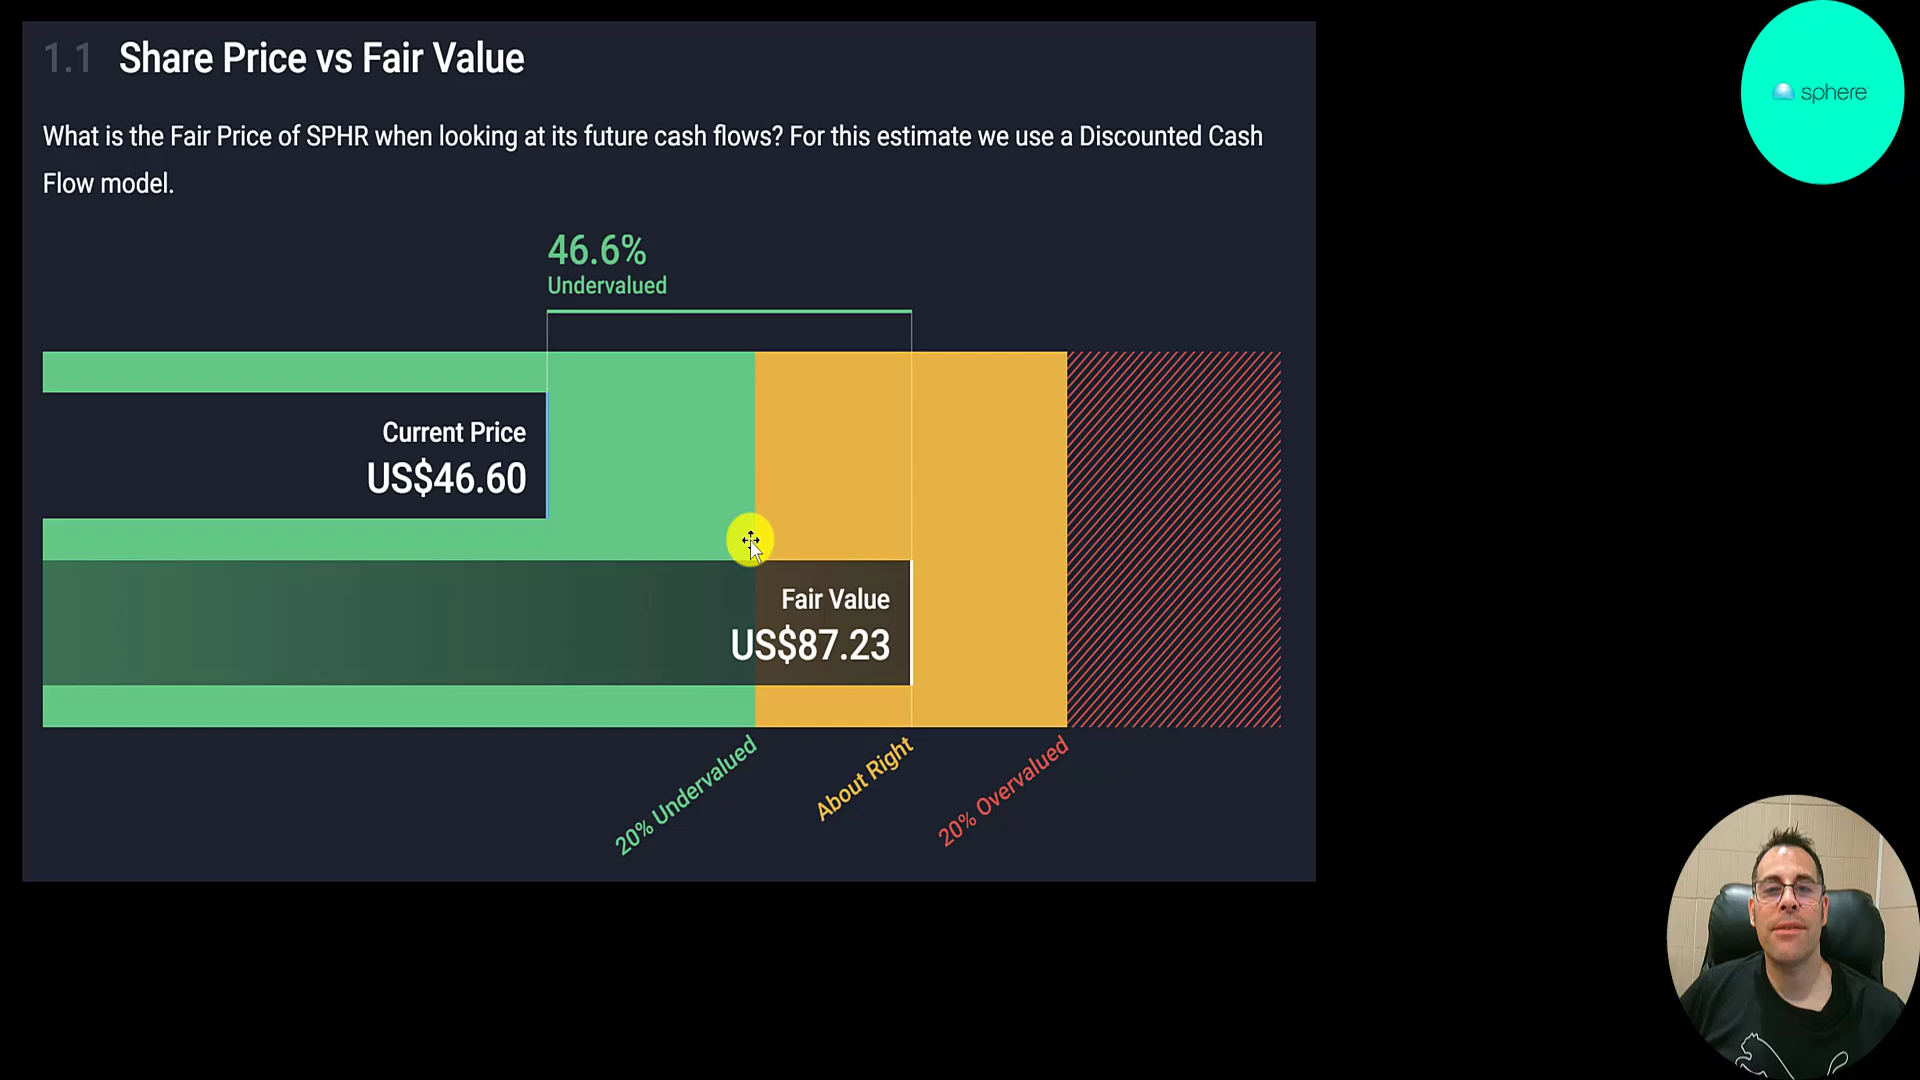 1.1 Share Price vs Fair Value
sphere
What is the Fair Price of SPHR when looking at its future cash flows? For this estimate we use a Discounted Cash
Flow model.
46.6%
Undervalued
Current Price
US$46.60
Fair Value
US$87.23
20% Undervalued
About Right
20% Overvalued